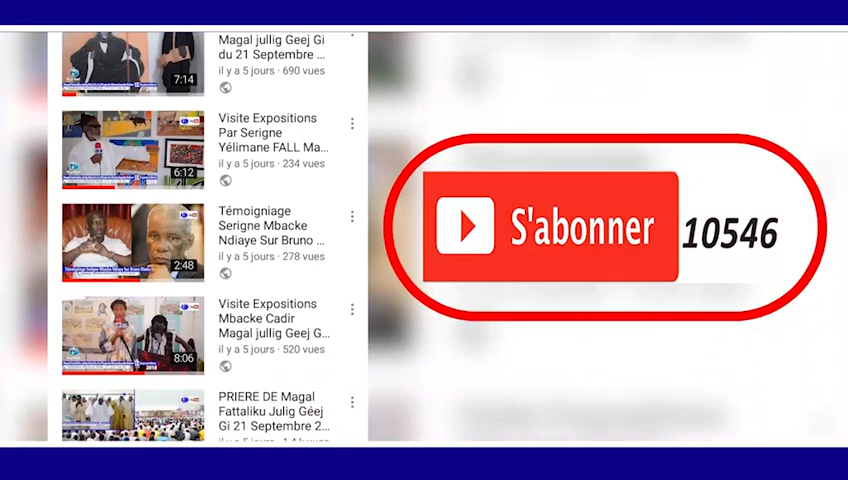 Magal jullig Geej Gi
du 21 Septembre ...
il y a 5 jours · 690 vues
7:14
Visite Expositions
Par Serigne
Yélimane FALL Ma...
il y a 5 jours · 234 vues
6:12
Témoigniage
Serigne Mbacke
Ndiaye Sur Bruno ...
il y a 5 jours · 278 vues
2:48
Visite Expositions
Mbacke Cadir
Magal jullig Geej G...
il y a 5 jours · 520 vues
8:06
PRIERE DE Magal
Fattaliku Julig Géej
Gi 21 Septembre 2...
S'abonner
10546